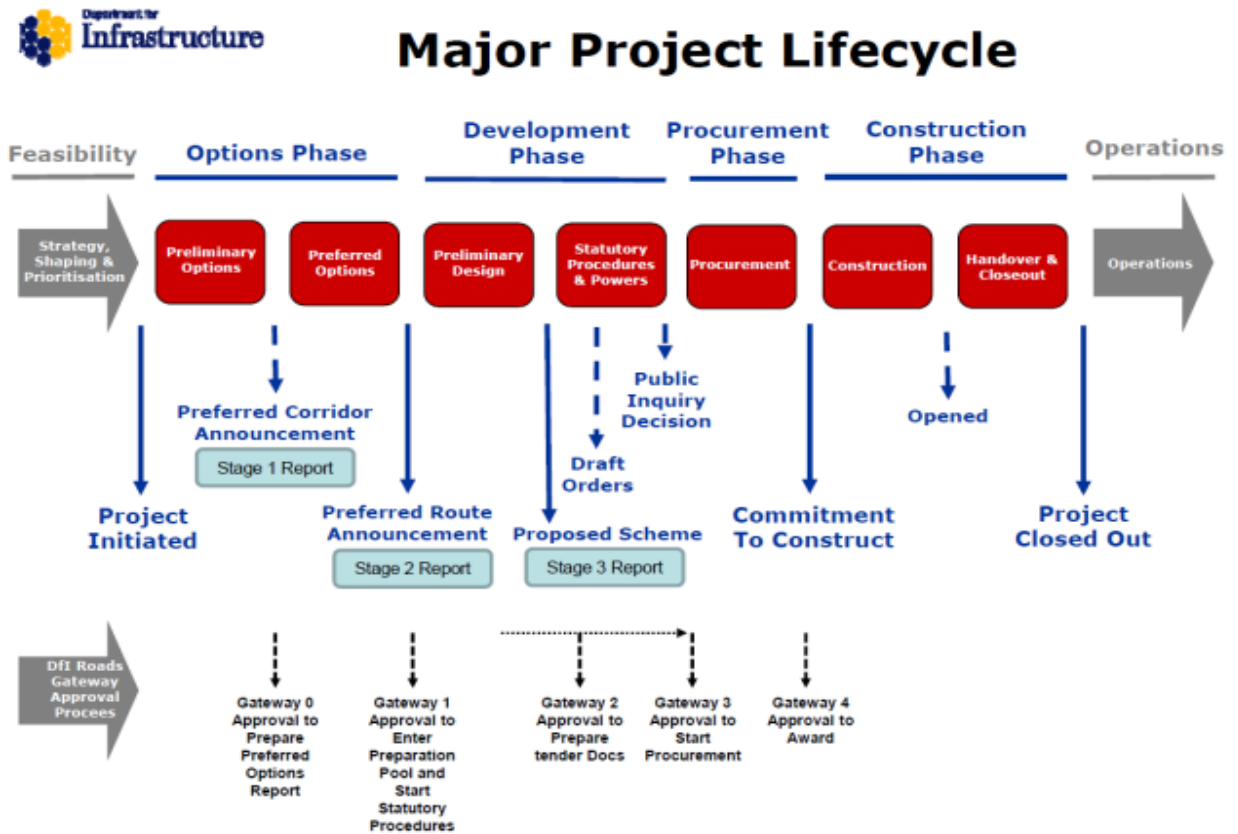 Department for
Infrastructure
Major Project Lifecycle
Feasibility
Options Phase
Development
Phase
Procurement
Phase
Construction
Phase
Operations
Strategy,
Shaping &
Prioritisation
Preliminary
Options
Preferred
Options
Preliminary
Design
Statutory
Procedures
& Powers
Procurement
Construction
Handover &
Closeout
Operations
Project
Initiated
Preferred Corridor
Announcement
Stage 1 Report
Preferred Route
Announcement
Stage 2 Report
Proposed Scheme
Stage 3 Report
Draft
Orders
Public
Inquiry
Decision
Commitment
To Construct
Opened
Project
Closed Out
DfI Roads
Gateway
Approval
Procees
Gateway 0
Approval to
Prepare
Preferred
Options
Report
Gateway 1
Approval to
Enter
Preparation
Pool and
Start
Statutory
Procedures
Gateway 2
Approval to
Prepare
tender Docs
Gateway 3
Approval to
Start
Procurement
Gateway 4
Approval to
Award